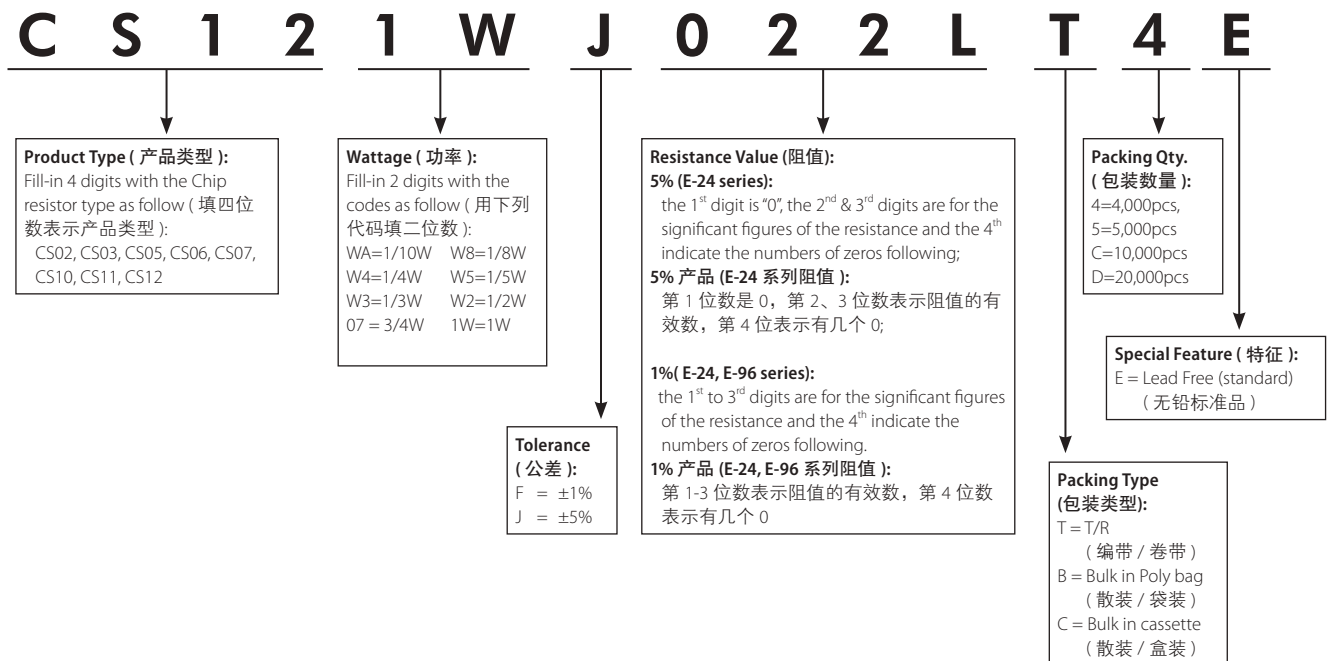 C S 1 2 1 W J 0 2 2 L T 4 E
Product Type ( 产品类型 ):
Fill-in 4 digits with the Chip
resistor type as follow ( 填四位
数表示产品类型 ):
CS02, CS03, CS05, CS06, CS07,
CS10, CS11, CS12
Wattage ( 功率 ):
Fill-in 2 digits with the
codes as follow ( 用下列
代码填二位数 ):
WA=1/10W W8=1/8W
W4=1/4W W5=1/5W
W3=1/3W W2=1/2W
07 = 3/4W 1W=1W
Tolerance
( 公差 ):
F = ±1%
J = ±5%
Resistance Value (阻值):
5% (E-24 series):
the 1st digit is “0”, the 2nd & 3rd digits are for the
significant figures of the resistance and the 4th
indicate the numbers of zeros following;
5% 产品 (E-24 系列阻值 ):
第 1 位数是 0，第 2、3 位数表示阻值的有
效数，第 4 位表示有几个 0;
1%( E-24, E-96 series):
the 1st to 3rd digits are for the significant figures
of the resistance and the 4th indicate the
numbers of zeros following.
1% 产品 (E-24, E-96 系列阻值 ):
第 1-3 位数表示阻值的有效数，第 4 位数
表示有几个 0
Packing Type
(包装类型):
T = T/R
( 编带 / 卷带 )
B = Bulk in Poly bag
( 散装 / 袋装 )
C = Bulk in cassette
( 散装 / 盒装 )
Packing Qty.
( 包装数量 ):
4=4,000pcs,
5=5,000pcs
C=10,000pcs
D=20,000pcs
Special Feature ( 特征 ):
E = Lead Free (standard)
( 无铅标准品 )